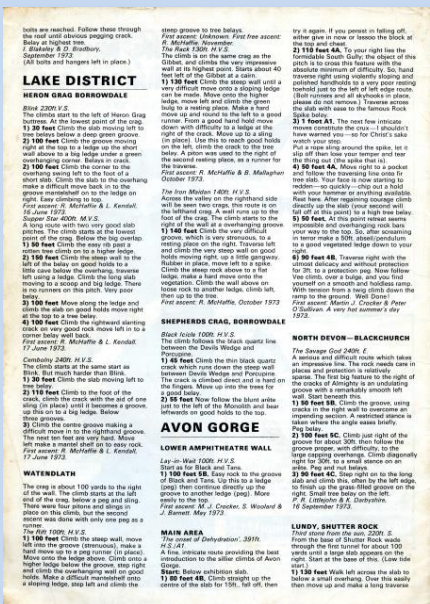 bolts are reached. Follow these through
the roof until obvious pegging crack.
Belay at highest tree.
I. Blakeley & D. Bradbury,
September 1973.
(All bolts and hangers left in place.)
LAKE DISTRICT
HERON GRAG BORROWDALE
Blink 230ft.V.S.
The climbs start to the left of Heron Grag
buttress. At the lowest point of the crag.
1) 30 feet Climb the slab moving left to
tree belays below a deep green groove.
2) 100 feet Climb the groove moving
right at the top to a ledge up the short
wall above to a big ledge under a green
overhanging corner. Belays in crack.
2) 100 feet Climb the corner to the
overhang swing left to the foot of a
short slab. Climb the slab to the overhang
make a difficult move back in to the
groove mantelshelf on to the ledge on
right. Easy climbing to top.
First ascent: R. McHaffie & L. Kendall.
16 June 1973.
Supper Star 400ft. M.V.S.
A long route with two very good slab
pitches. The climb starts at the lowest
point of the crag. Below the big overlap.
1) 50 feet Climb the easy rib past a
rotten tree climb on to a higher ledge.
2) 150 feet Climb the steep wall to the
left of the belay on good holds to a
little cave below the overhang, traverse
left using a ledge. Climb the long slab
moving to a scoop and big ledge. There
is no runners on this pitch. Very poor
belay.
3) 100 feet Move along the ledge and
climb the slab on good holds move right
at the top to a tree belay.
4) 100 feet Climb the rightward slanting
crack on very good rock move left in to a
corner belay well back.
First ascent: R. McHaffie & L. Kendall.
17 June 1973.
Cembolny 240ft. H.V.S.
The climb starts at the same start as
Blink. But much harder than Blink.
1) 30 feet Climb the slab moving left to
tree belay.
2) 110 feet Climb to the foot of the
crack, climb the crack with the aid of one
sling (in place) until it becomes a groove,
up this on to a big ledge. Below
three grooves.
3) Climb the centre groove making a
difficult move in to the righthand groove.
The next ten feet are very hard. Move
left make a mantel shelf on to easy rock.
First ascent: R. McHaffie & L. Kendall.
17 June 1973.
WATENDLATH
The crag is about 100 yards to the right
of the wall. The climb starts at the left
end of the crag, below a peg and sling.
There were four pitons and slings in
place on this climb, but the second
ascent was done with only one peg as a
runner.
The Rift 100ft. H.V.S.
1) 100 feet Climb the steep wall, move
left into the groove (strenuous), make a
hard move up to a peg runner (in place).
Move onto the ledge above. Climb onto a
higher ledge below the groove, step right
and climb the overhanging wall on good
holds. Make a difficult mantelshelf onto
a sloping ledge, step left and climb the
steep groove to tree belays.
First ascent: Unknown. First free ascent:
R. McHaffie. November.
The Rack 130ft. H.V.S.
The climb is on the same crag as the
Gibbet, and climbs the very impressive
wall at its highest point. Starts about 40
feet left of the Gibbet at a cairn.
1) 130 feet Climb the steep wall until a
very difficult move onto a sloping ledge
can be made. Move onto the higher
ledge, move left and climb the green
bulg to a resting place. Make a hard
move up and round to the left to a good
runner. From a good hand hold move
down with difficulty to a ledge at the
right of the crack. Move up to a sling
(in place). Use this to reach good holds
on the left, climb the crack to the tree
belay. A piton was used to the right of
the second resting place and runner for
the traverse.
First ascent: R. McHaffie & B. Mallaghen
October 1973.
The Iron Maiden 140ft. H.V.S.
Across the valley on the righthand side
will be seen two crags, the route is on
the lefthand crag. A wall runs up to the
foot of the crag. The climb starts to the
right of the wall at a overhanging groove
1) 140 feet Climb the very difficult
groove, which is very strenuous, to a
resting place on the right. Traverse left
and climb the very steep wall on good
holds moving right, up a little gangway.
Rubber in place, move left to a spike.
Climb the steep rock above to a flat
ledge, make a hard move onto the
vegetation. Climb the wall above on
loose rock to another ledge, climb left,
then up to the tree.
First ascent: R. McHaffie, October 1973
SHEPHERDS CRAG, BORROWDALE
Black Icicle 100ft. H.V.S.
The climb follows the black quartz line
between the Devils Wedge and
Porcupine.
1) 45 feet Climb the thin black quartz
crack which runs down the steep wall
between Devils Wedge and Porcupine.
The crack is climbed direct and is hard on
the fingers. Move up into the trees for
a good belay.
2) 55 feet Now follow the blunt arête
just to the left of the Monolith and bear
leftwards on good holds to the top.
AVON GORGE
LOWER AMPHITHEATRE WALL
Lay-in-Wait 100ft. H.V.S.
Start as for Black and Tans.
1) 100 feet 5B. Easy rock to the groove
of Black and Tans. Up this to a ledge
(peg) then continue directly up the
groove to another ledge (peg). More
easily to the top.
First ascent: M. J. Crocker, S. Woolard &
J. Barnett. May 1973.
MAIN AREA
'The onset of Dehydration', 391ft.
H.S./A1.
A fine, intricate route providing the best
introduction to the alllier climbs of Avon
Gorge.
Start: Below exhibition slab.
1) 80 feet 4B. Climb straight up the
centre of the slab for 15ft., fall off, then
try it again. If you persist in falling off,
either give in now or lassoo the block at
the top and cheat.
2) 110 feet 4A. To your right lies the
formidable South Gully; the object of this
pitch is to cross this feature with the
absolute minimum of difficulty. So, hand
traverse right using violently sloping and
polished handholds to a very poor resting
toehold just to the left of left edge route.
(Bolt runners and all skyhooks in place,
please do not remove.) Traverse across
the slab with ease to the famous Rock
Spike belay.
3) 1 foot A1. The next few intricate
moves constitute the crux — I shouldn't
have warned you — so for Christ's sake
watch your step.
Put a rope sling around the spike, let it
drag off then lose your temper and tear
the thing out (the spike that is).
4) 50 feet 4A. Move right to a pocket
and follow the traversing line area for
tree slab. Your face is now starting to
redden — so quickly — chip out a hold
with your hammer or anything available.
Rest here. After regaining courage climb
directly up the slab (your second will
fall off at this point) to a high tree belay.
5) 50 feet. At this point retreat seems
impossible and overhanging rock bars
your way to the top. So, after screaming
in terror make a 50ft. abseil/pendulum
to a good vegetated ledge down to your
right.
6) 90 feet 4B. Traverse right with the
utmost delicacy and without protection
for 3ft. to a protection peg. Now follow
two climb, over a bulge, and you find
yourself on a smooth and holdless ramp.
With tension from a twig climb down the
ramp to the ground. Well Done!
First ascent: Martin J. Crocker & Peter
O'Sullivan. A very hot summer's day
1973.
NORTH DEVON—BLACKCHURCH
The Savage God 240ft. E.
A serious and difficult route which takes
an impressive line. The rock needs care in
places and protection is relatively
sparse. The first big feature to the right of
the cracks of Almighty is an undulating
groove with a remarkably smooth left
wall. Start beneath this.
1) 50 feet 5B. Climb the groove, using
cracks in the right wall to overcome an
impending section. A restricted stance is
taken where the angle eases briefly.
Peg belay.
2) 100 feet 5C. Climb just right of the
groove for about 30ft. then follow the
groove proper, with difficulty, to the
large capping overhangs. Climb diagonally
right for 30ft. to a small stance on an
arête. Peg and nut belays.
3) 90 feet 4C. Step right on to the long
slab and climb this, often by the left edge,
to finish up the grass-filled groove on the
right. Small tree belay on the left.
P. R. Littlejohn & K. Darbyshire.
16 September 1973.
LUNDY, SHUTTER ROCK
Third stone from the sun, 220ft. S.
From the base of Shutter Rock wade
through the first tunnel for about 100
yards until a large slab appears on the
right. Start at the base of this. (Low tide
start.)
1) 130 feet Walk left across the slab to
below a small overhang. Over this easily
then move up and make a long traverse